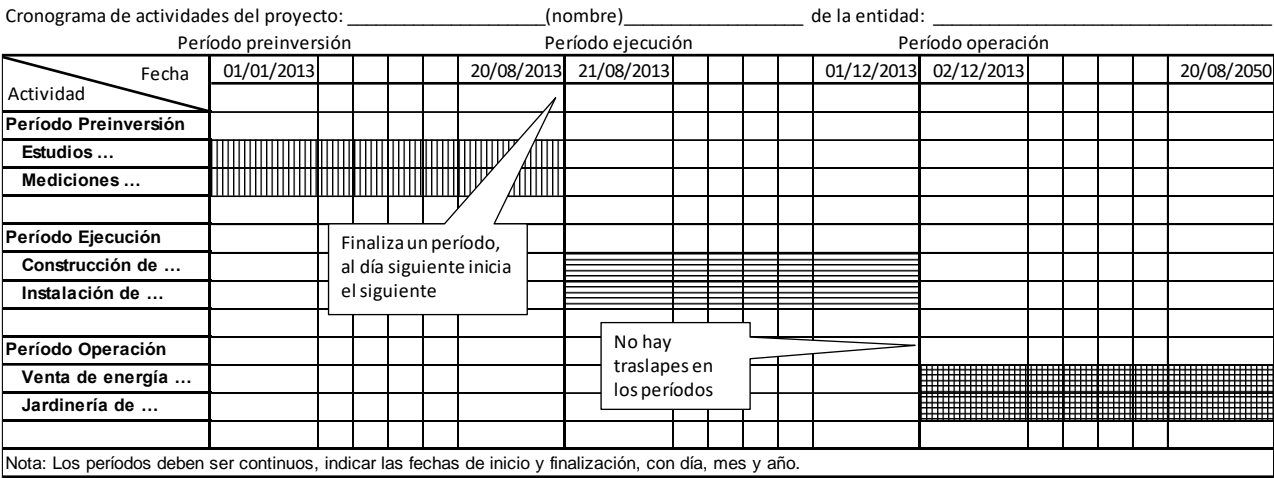 Cronograma de actividades del proyecto: ______________________(nombre)____________________ de la entidad: ______________________________________
Período preinversión Período ejecución Período operación
Fecha 01/01/2013 20/08/2013 21/08/2013 01/12/2013 02/12/2013 20/08/2050
Actividad
Período Preinversión
Estudios ...
Mediciones ...
Período Ejecución
Construcción de ...
Instalación de ...
Finaliza un período,
al día siguiente inicia
el siguiente
Período Operación
Venta de energía ...
Jardinería de ...
No hay
traslapes en
los períodos
Nota: Los períodos deben ser continuos, indicar las fechas de inicio y finalización, con día, mes y año.